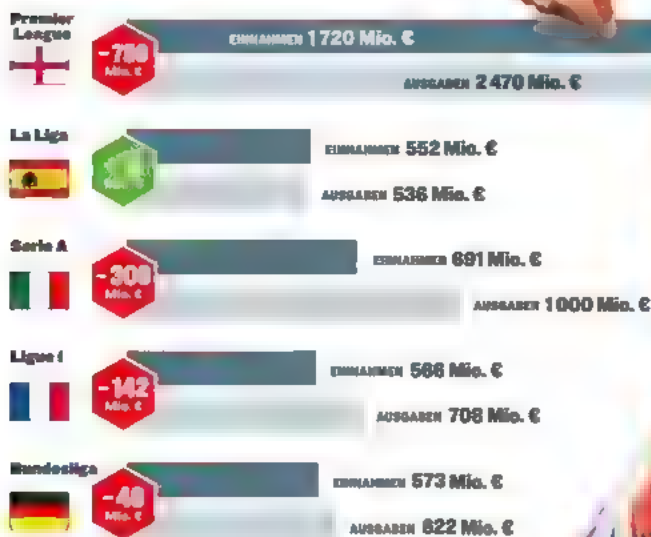 Premier
League
-750
Mio. €
EINNAHMEN 1720 Mio. €
AUSGABEN 2470 Mio. €
La Liga
EINNAHMEN 552 Mio. €
AUSGABEN 536 Mio. €
Serie A
Mio. €
EINNAHMEN 691 Mio. €
AUSGABEN 1000 Mio. €
Ligue 1
-142
Mio. €
EINNAHMEN 566 Mio. €
AUSGABEN 708 Mio. €
Bundesliga
Mio. €
EINNAHMEN 573 Mio. €
AUSGABEN 622 Mio. €